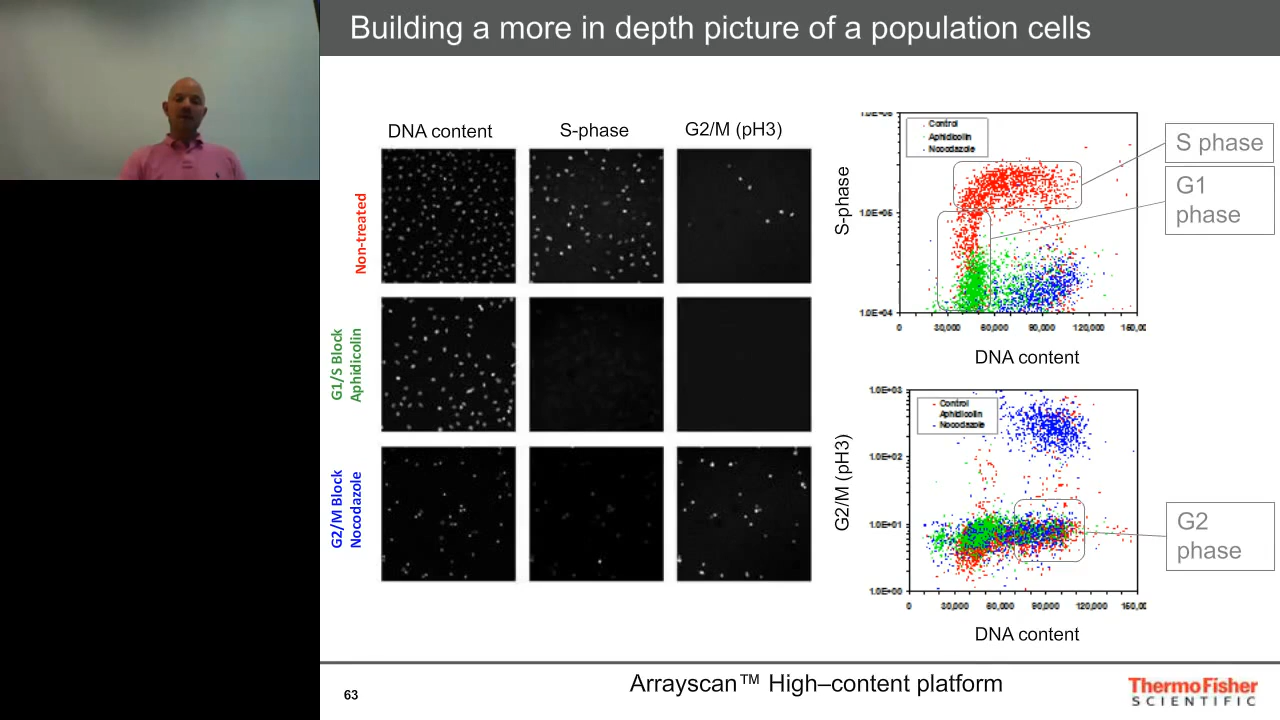 Building a more in depth picture of a population cells
DNA content
S-phase
G2/M (pH3)
Non-treated
G1/S Block
Aphidicolin
G2/M Block
Nocodazole
S-phase
Control
Aphidicolin
Nocodazole
1.0E+05
1.0E+04
0
30,000
60,000
90,000
120,000
DNA content
S phase
G1
phase
G2/M (pH3)
1.0E+03
1.0E+02
1.0E+01
1.0E+00
Control
Aphidicolin
Nocodazole
0
30,000
60,000
90,000
120,000
DNA content
G2
phase
Arrayscan™ High–content platform
63
ThermoFisher
SCIENTIFIC